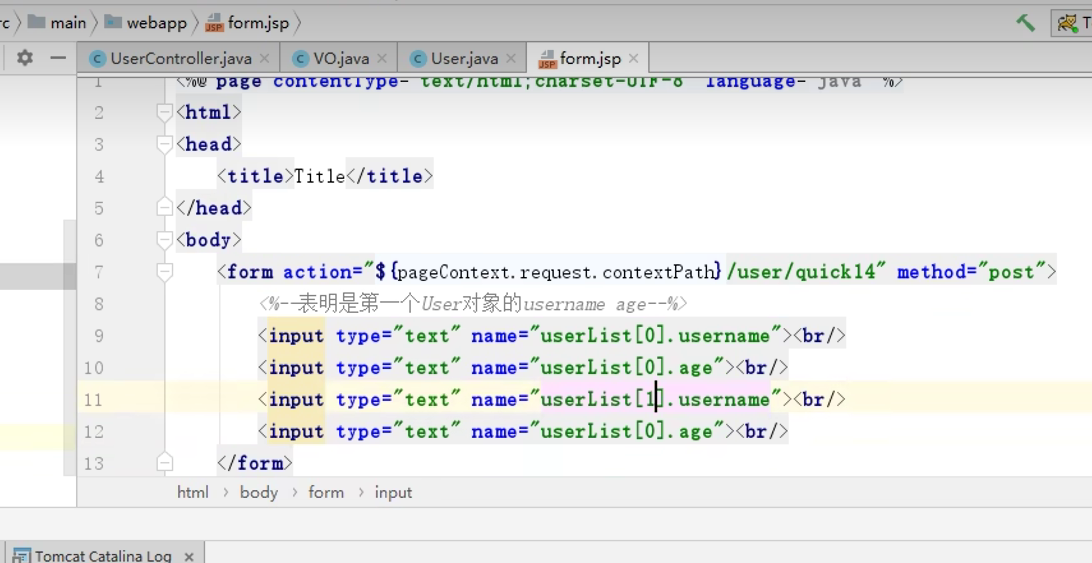 rc main webapp form.jsp
UserController.java VO.java User.java form.jsp
1 <%@ page contentType= text/html;charset=UTF-8 language= java %>
2 <html>
3 <head>
4 <title>Title</title>
5 </head>
6 <body>
7 <form action="${pageContext.request.contextPath}/user/quick14" method="post">
8 <%--表明是第一个User对象的username age--%>
9 <input type="text" name="userList[0].username"><br/>
10 <input type="text" name="userList[0].age"><br/>
11 <input type="text" name="userList[1].username"><br/>
12 <input type="text" name="userList[0].age"><br/>
13 </form>
html body form input
Tomcat Catalina Log